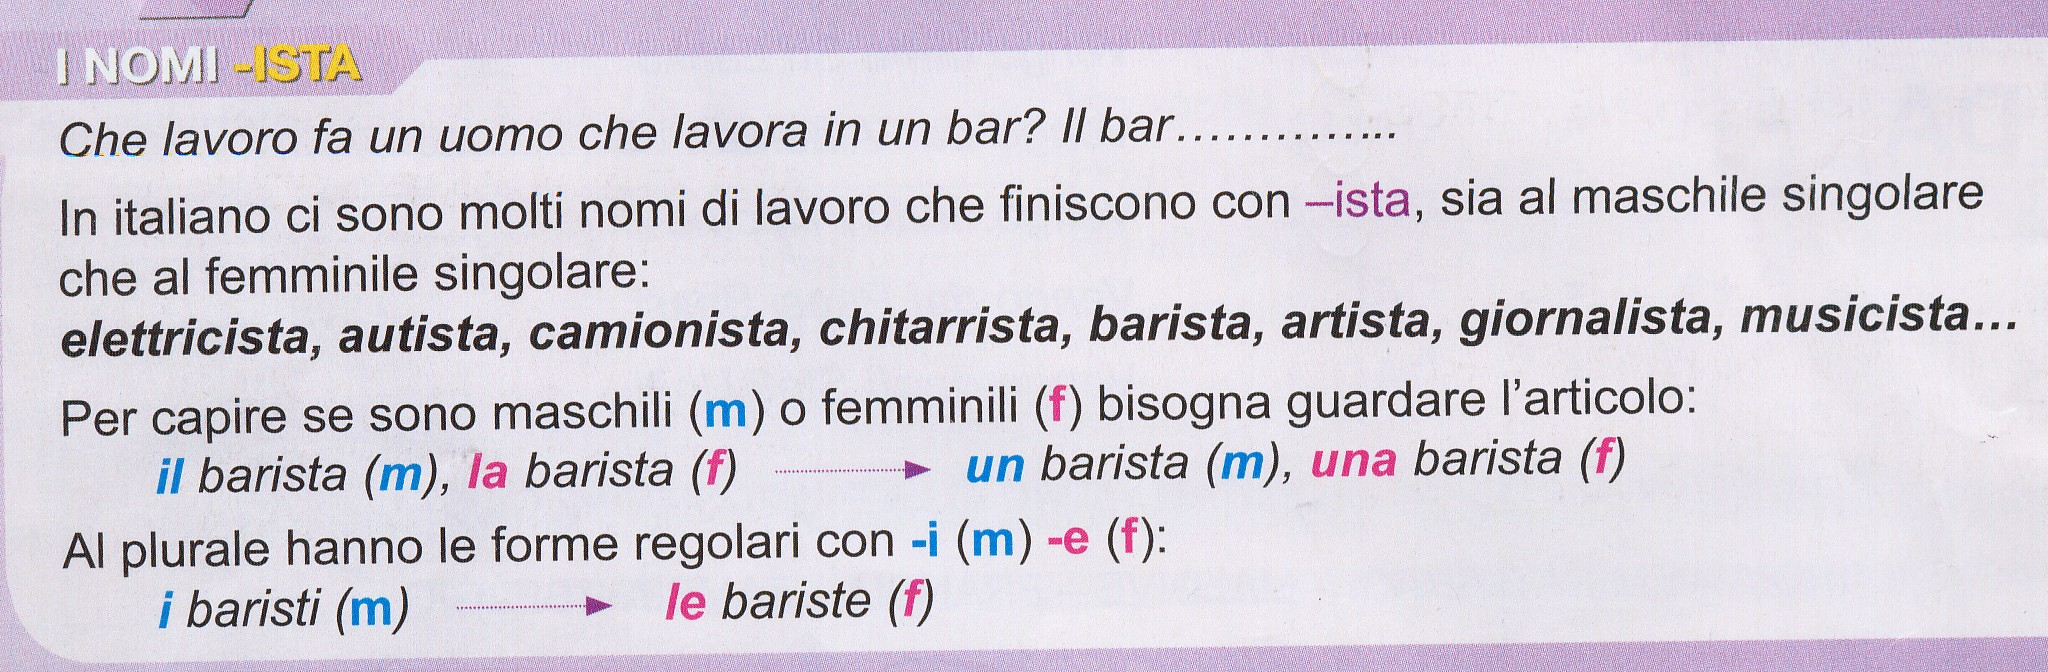 I NOMI -ISTA
Che lavoro fa un uomo che lavora in un bar? Il bar..............
In italiano ci sono molti nomi di lavoro che finiscono con –ista, sia al maschile singolare
che al femminile singolare:
elettricista, autista, camionista, chitarrista, barista, artista, giornalista, musicista...
Per capire se sono maschili (m) o femminili (f) bisogna guardare l'articolo:
il barista (m), la barista (f) un barista (m), una barista (f)
Al plurale hanno le forme regolari con -i (m) -e (f):
i baristi (m) le bariste (f)